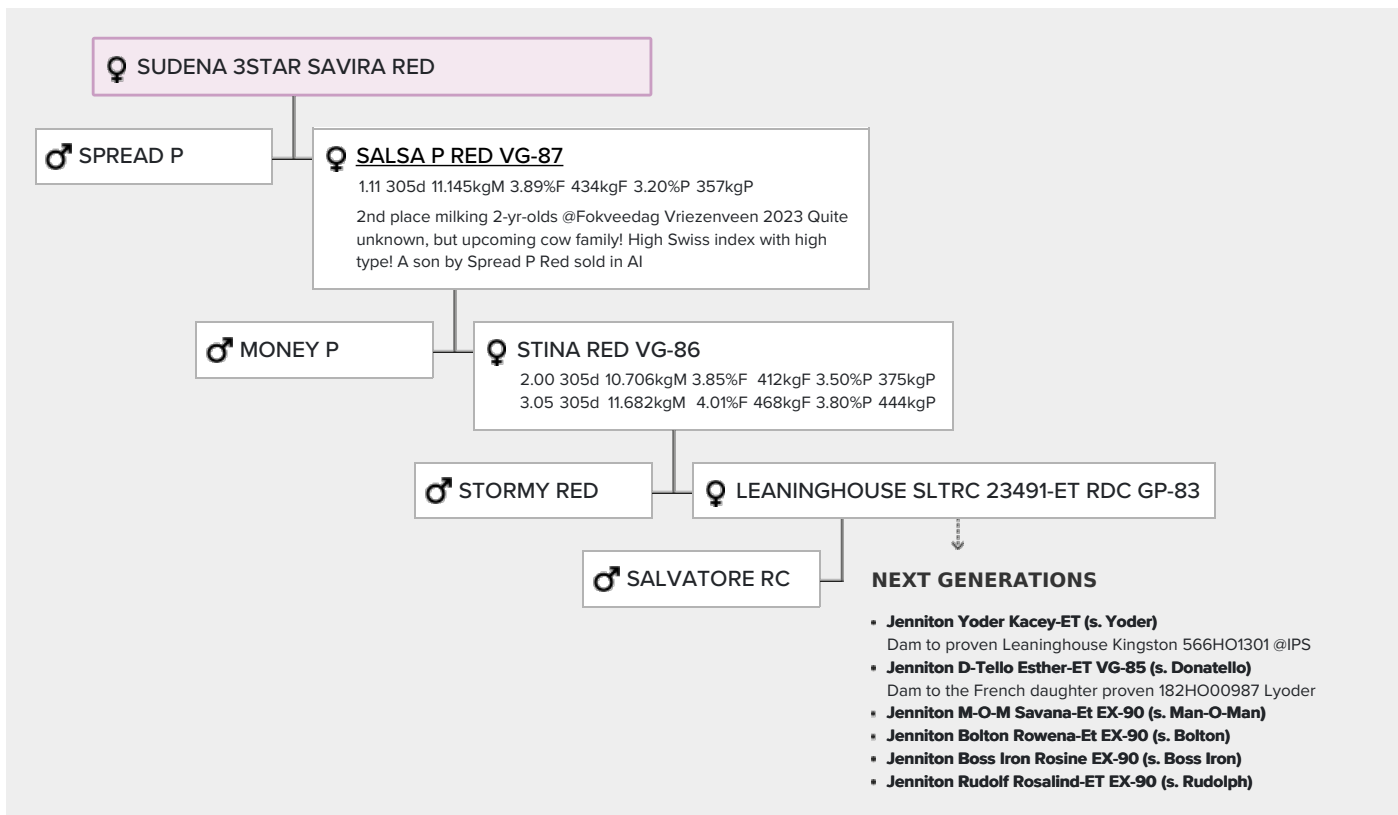 SUDENA 3STAR SAVIRA RED
SPREAD P
SALSA P RED VG-87
1.11 305d 11.145kgM 3.89%F 434kgF 3.20%P 357kgP
2nd place milking 2-yr-olds @Fokveedag Vriezenveen 2023 Quite
unknown, but upcoming cow family! High Swiss index with high
type! A son by Spread P Red sold in AI
MONEY P
STINA RED VG-86
2.00 305d 10.706kgM 3.85%F 412kgF 3.50%P 375kgP
3.05 305d 11.682kgM 4.01%F 468kgF 3.80%P 444kgP
STORMY RED
LEANINGHOUSE SLTRC 23491-ET RDC GP-83
SALVATORE RC
NEXT GENERATIONS
▪ Jenniton Yoder Kacey-ET (s. Yoder)
Dam to proven Leaninghouse Kingston 566HO1301 @IPS
▪ Jenniton D-Tello Esther-ET VG-85 (s. Donatello)
Dam to the French daughter proven 182HO00987 Lyoder
▪ Jenniton M-O-M Savana-Et EX-90 (s. Man-O-Man)
▪ Jenniton Bolton Rowena-Et EX-90 (s. Bolton)
▪ Jenniton Boss Iron Rosine EX-90 (s. Boss Iron)
▪ Jenniton Rudolf Rosalind-ET EX-90 (s. Rudolph)